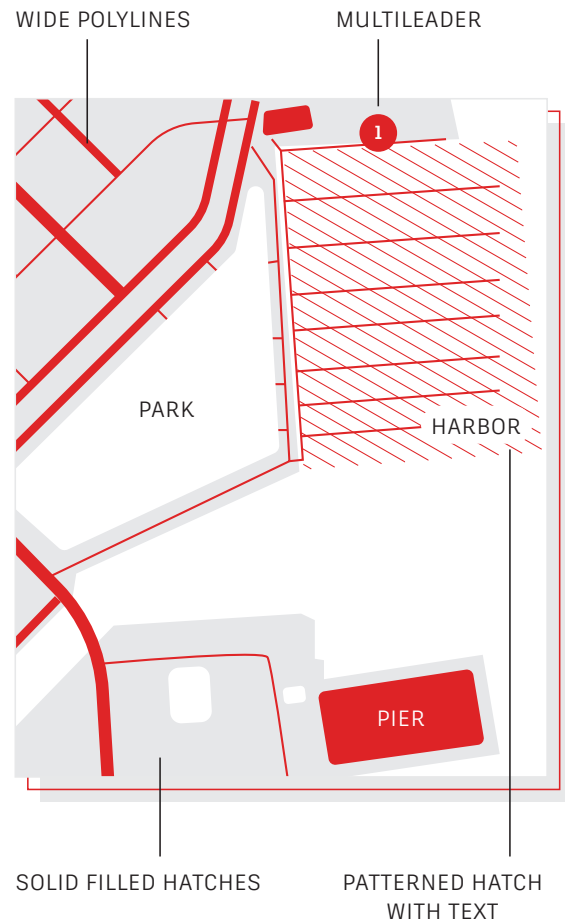 WIDE POLYLINES
MULTILEADER
1
PARK
HARBOR
PIER
SOLID FILLED HATCHES
PATTERNED HATCH
WITH TEXT